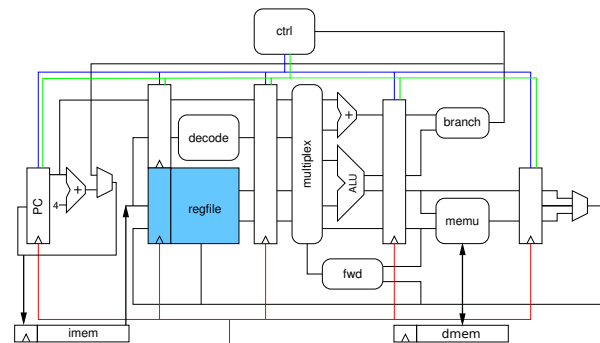 ctrl
decode
multiplex
+
branch
PC
+
4
ALU
regfile
memu
fwd
imem
dmem